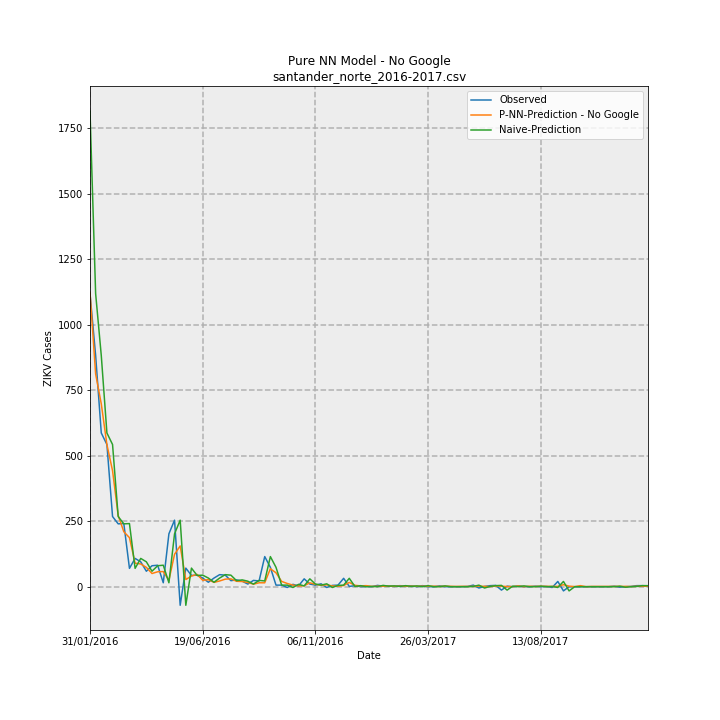 Pure NN Model - No Google
santander_norte_2016-2017.csv
Observed
P-NN-Prediction - No Google
Naive-Prediction
1750
1500
1250
1000
750
500
250
0
ZIKV Cases
31/01/2016 19/06/2016 06/11/2016 26/03/2017 13/08/2017
Date